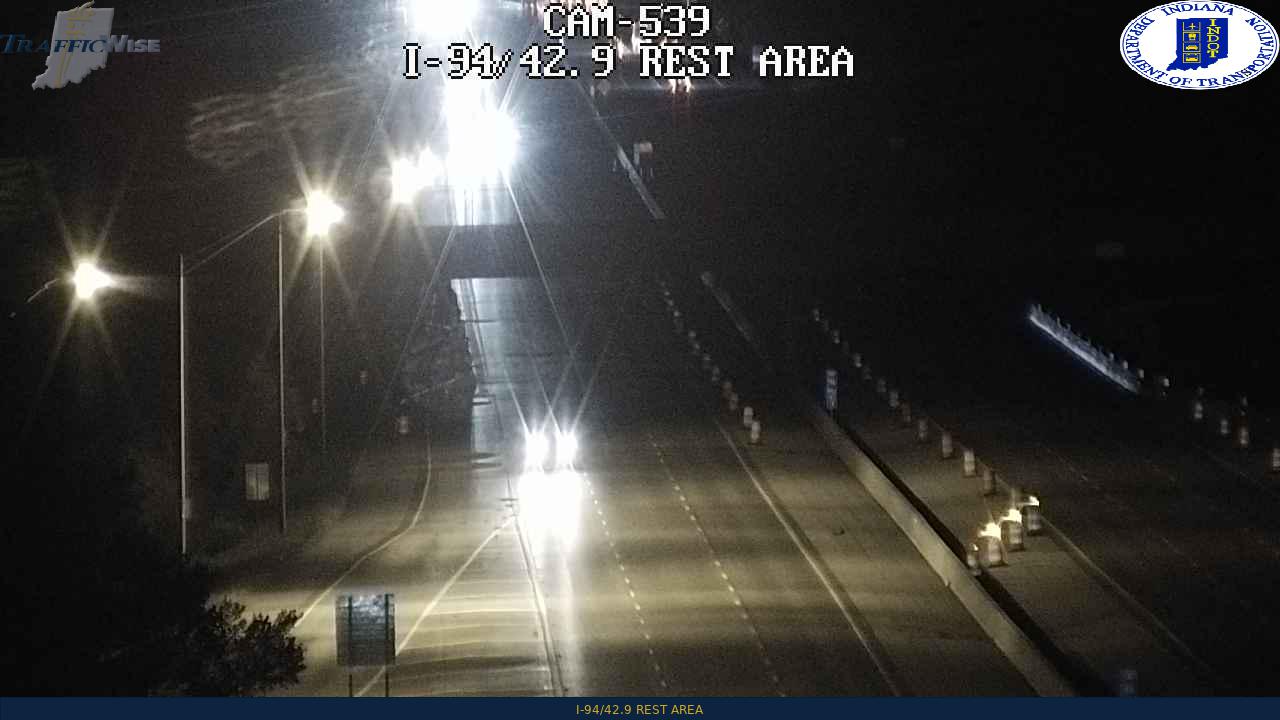 CAM-539
I-94/42.9 REST AREA
TRAFFICWISE
INDIANA
DEPARTMENT OF TRANSPORTATION
INDOT
I-94/42.9 REST AREA